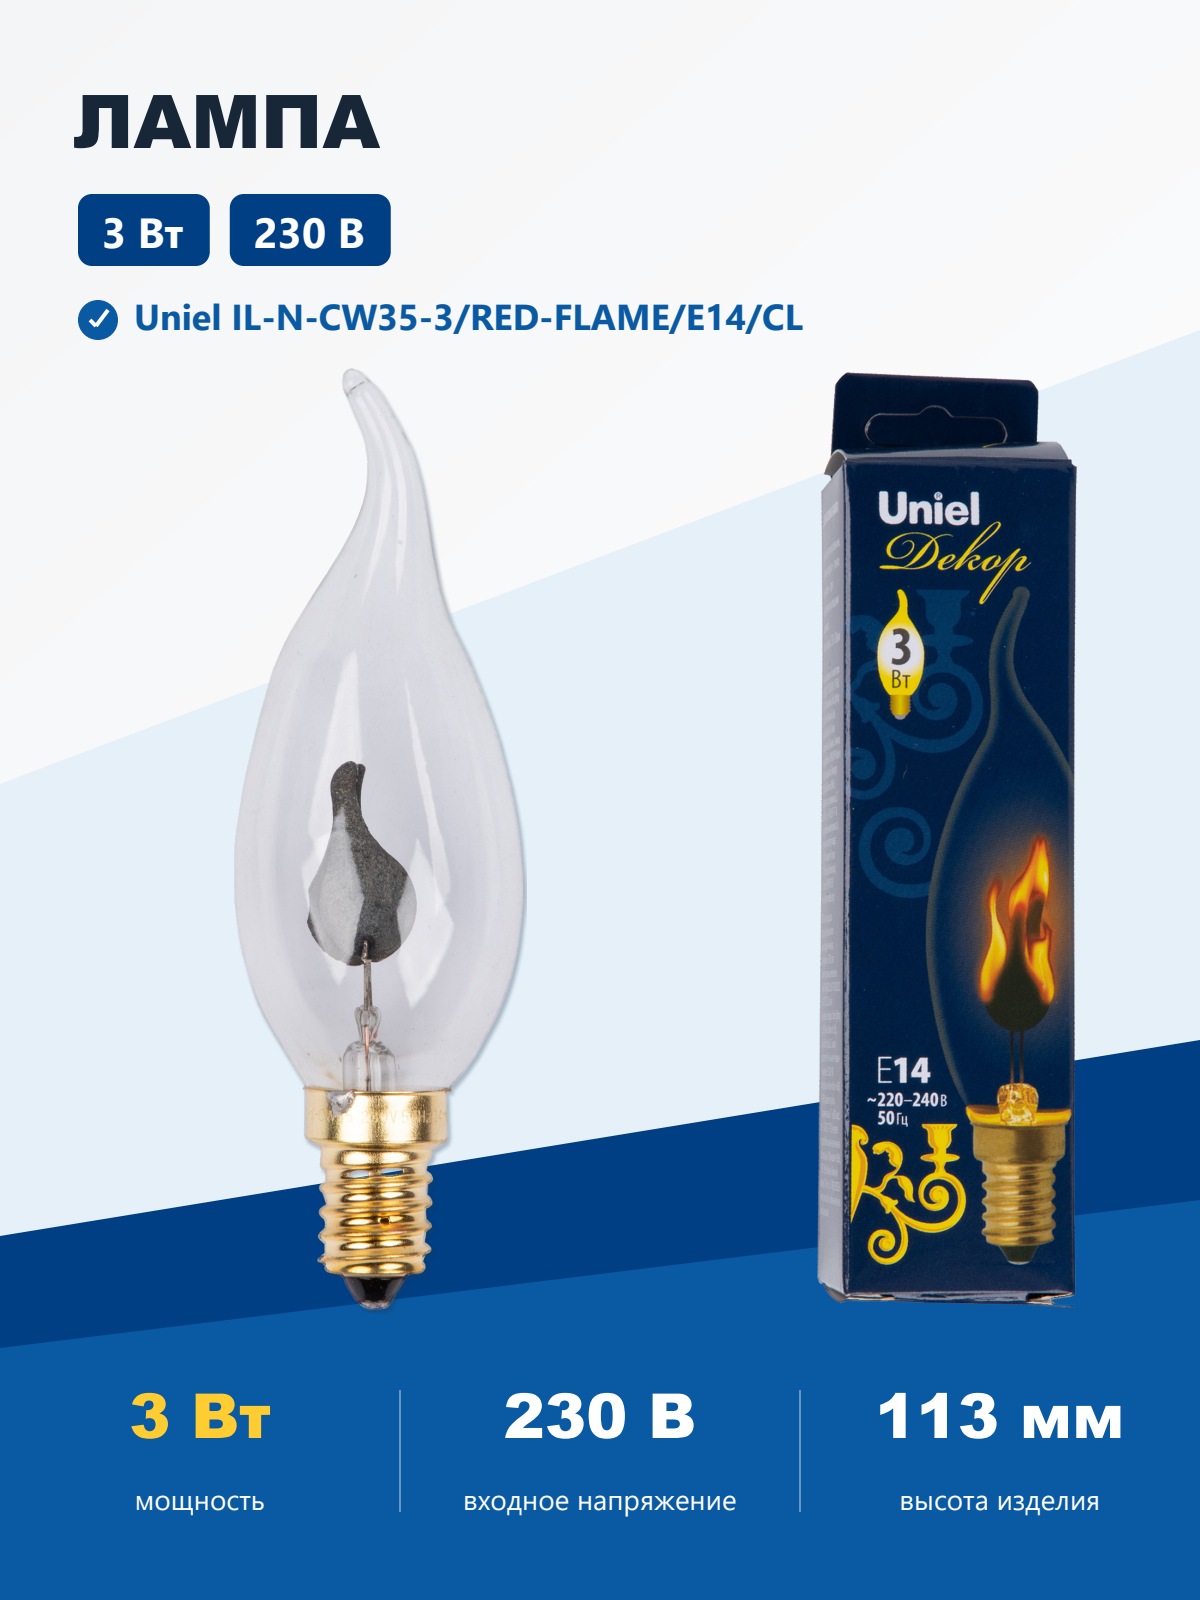 ЛАМПА
3 Вт
230 В
Uniel IL-N-CW35-3/RED-FLAME/E14/CL
Uniel
Декор
3
Вт
E14
~220-240В
50Гц
3 Вт
мощность
230 В
входное напряжение
113 мм
высота изделия